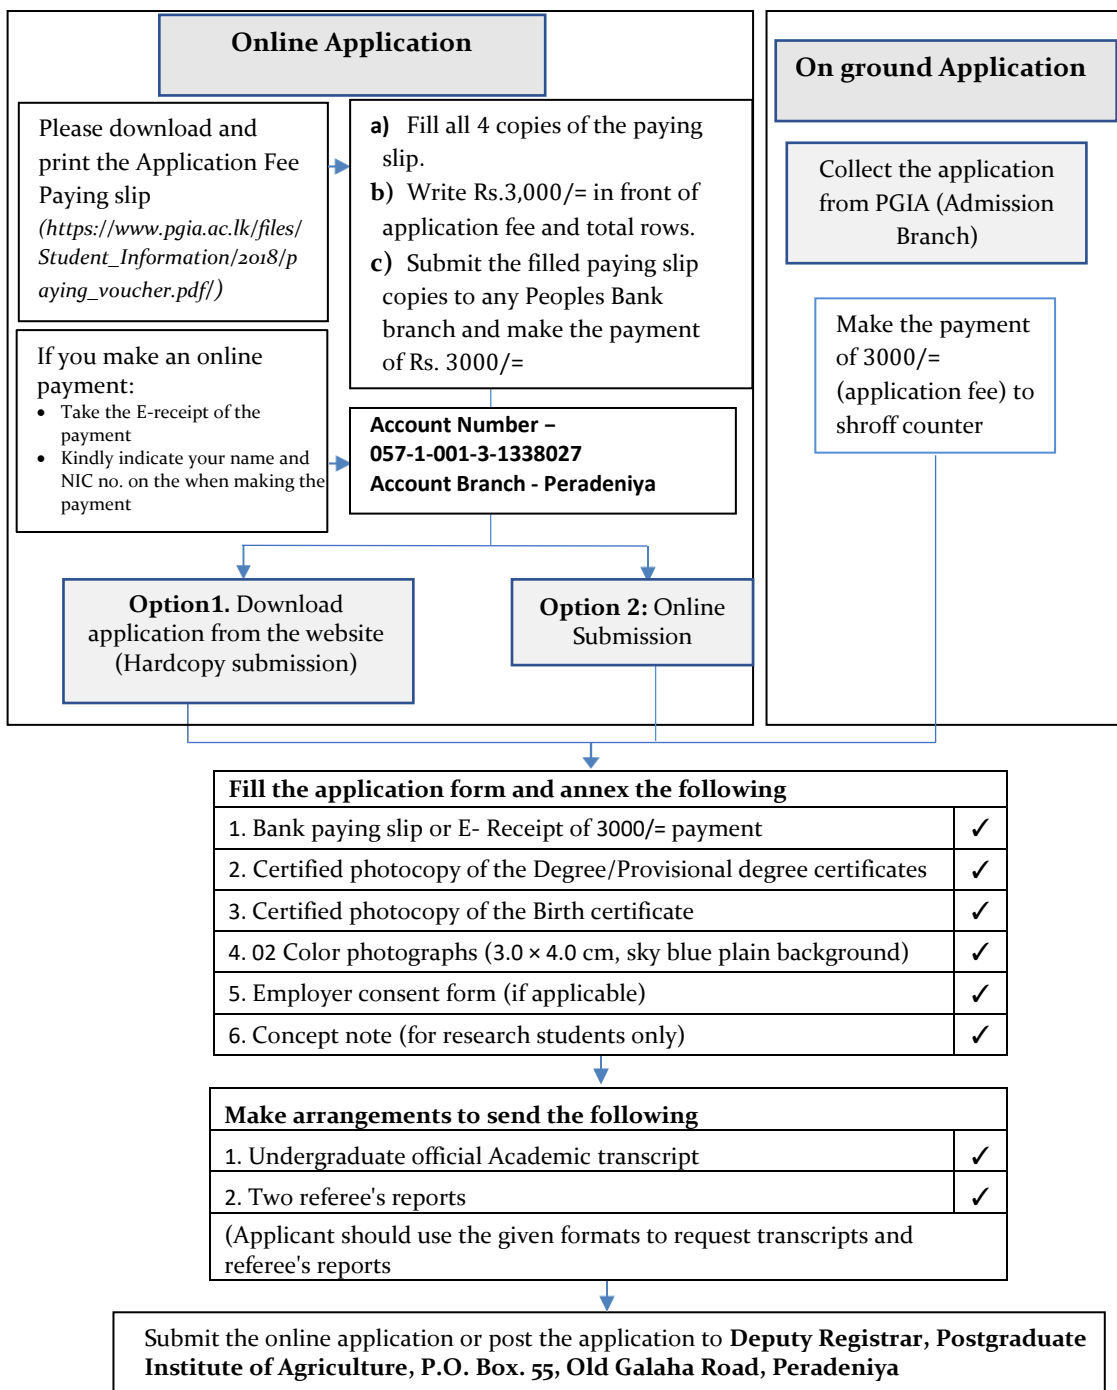 Online Application
Please download and
print the Application Fee
Paying slip
(https://www.pgia.ac.lk/files/
Student_Information/2018/p
aying_voucher.pdf/)
a) Fill all 4 copies of the paying
slip.
b) Write Rs.3,000/= in front of
application fee and total rows.
c) Submit the filled paying slip
copies to any Peoples Bank
branch and make the payment
of Rs. 3000/=
If you make an online
payment:
• Take the E-receipt of the
payment
• Kindly indicate your name and
NIC no. on the when making the
payment
Account Number –
057-1-001-3-1338027
Account Branch - Peradeniya
Option1. Download
application from the website
(Hardcopy submission)
Option 2: Online
Submission
On ground Application
Collect the application
from PGIA (Admission
Branch)
Make the payment
of 3000/=
(application fee) to
shroff counter
Fill the application form and annex the following
1. Bank paying slip or E- Receipt of 3000/= payment ✓
2. Certified photocopy of the Degree/Provisional degree certificates ✓
3. Certified photocopy of the Birth certificate ✓
4. 02 Color photographs (3.0 × 4.0 cm, sky blue plain background) ✓
5. Employer consent form (if applicable) ✓
6. Concept note (for research students only) ✓
Make arrangements to send the following
1. Undergraduate official Academic transcript ✓
2. Two referee's reports ✓
(Applicant should use the given formats to request transcripts and
referee's reports
Submit the online application or post the application to Deputy Registrar, Postgraduate
Institute of Agriculture, P.O. Box. 55, Old Galaha Road, Peradeniya